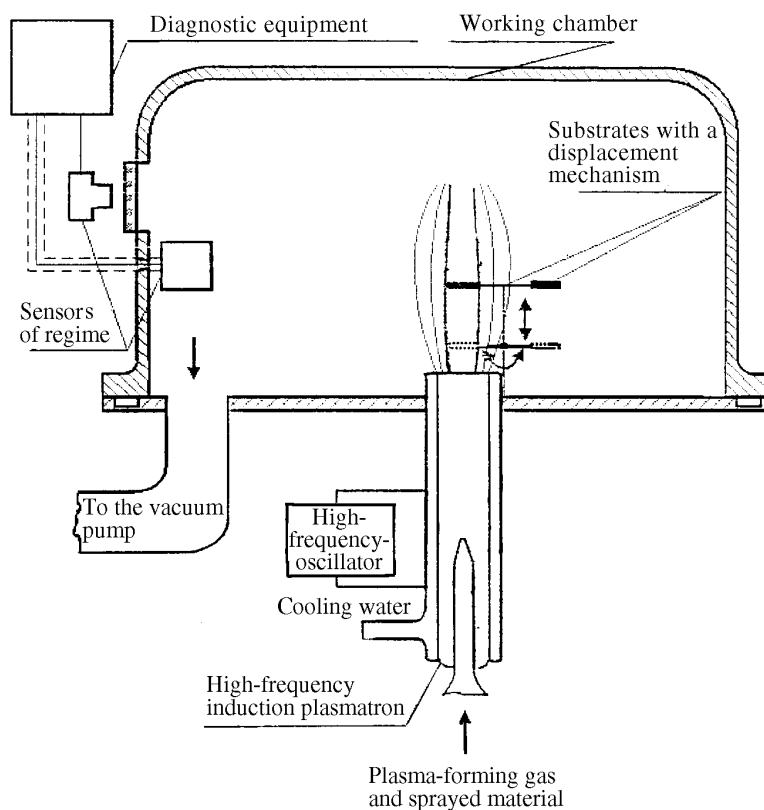 Diagnostic equipment
Working chamber
Substrates with a
displacement
mechanism
Sensors
of regime
To the vacuum
pump
High-
frequency-
oscillator
Cooling water
High-frequency
induction plasmatron
Plasma-forming gas
and sprayed material